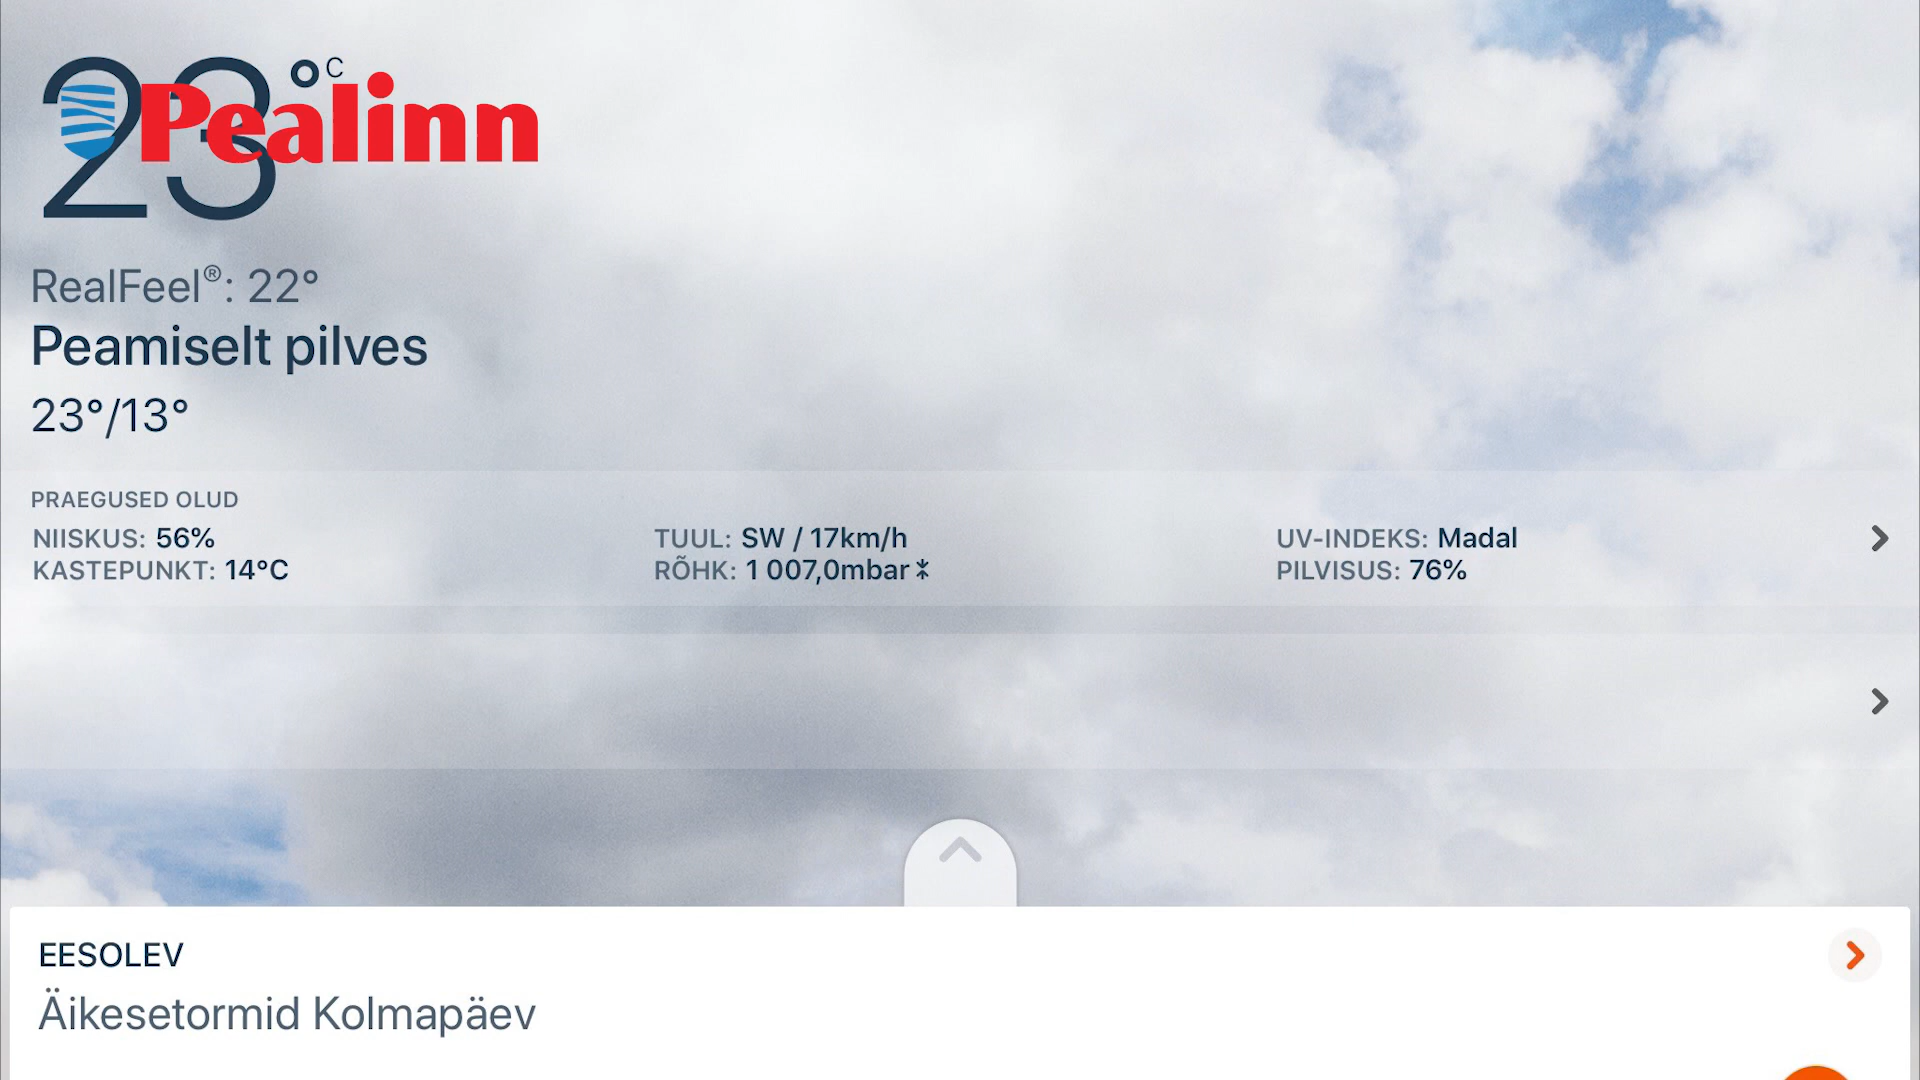 23°C
Pealinn
RealFeel®: 22°
Peamiselt pilves
23°/13°
PRAEGUSED OLUD
NIISKUS: 56%
KASTEPUNKT: 14°C
TUUL: SW / 17km/h
RÕHK: 1 007,0mbar
UV-INDEKS: Madal
PILVISUS: 76%
EESOLEV
Äikesetormid Kolmapäev